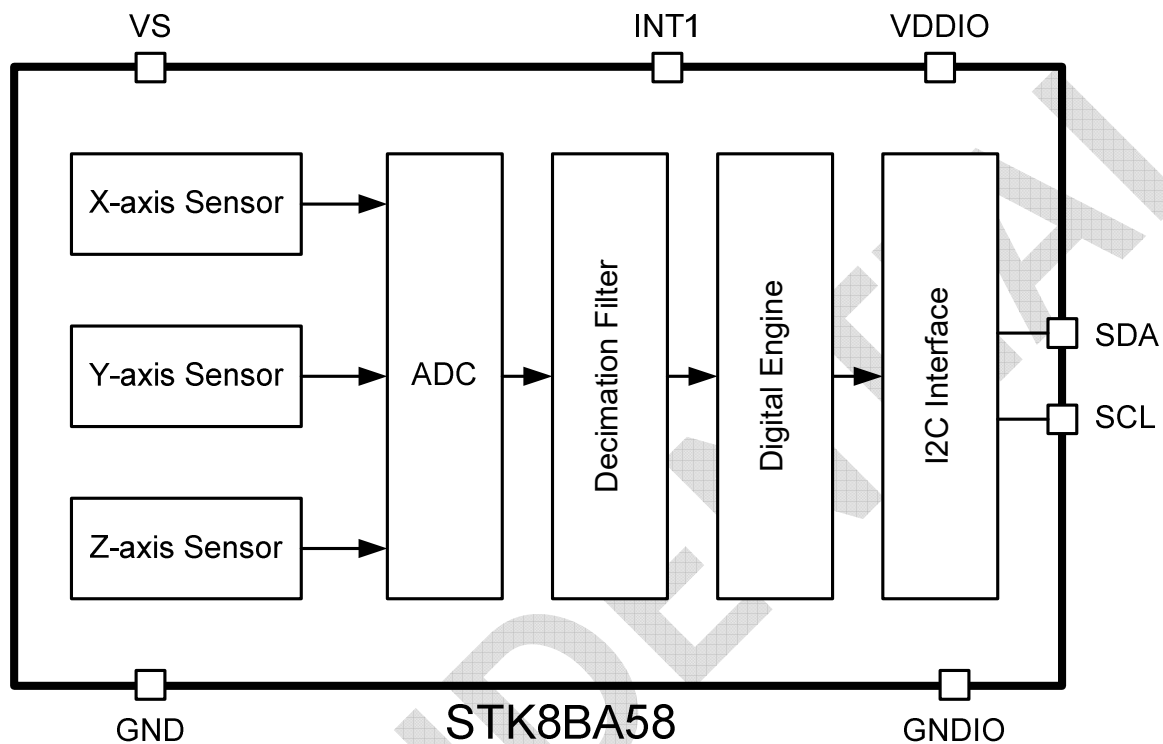 VS
INT1
VDDIO
X-axis Sensor
Y-axis Sensor
Z-axis Sensor
ADC
Decimation Filter
Digital Engine
I2C Interface
SDA
SCL
GND
STK8BA58
GNDIO